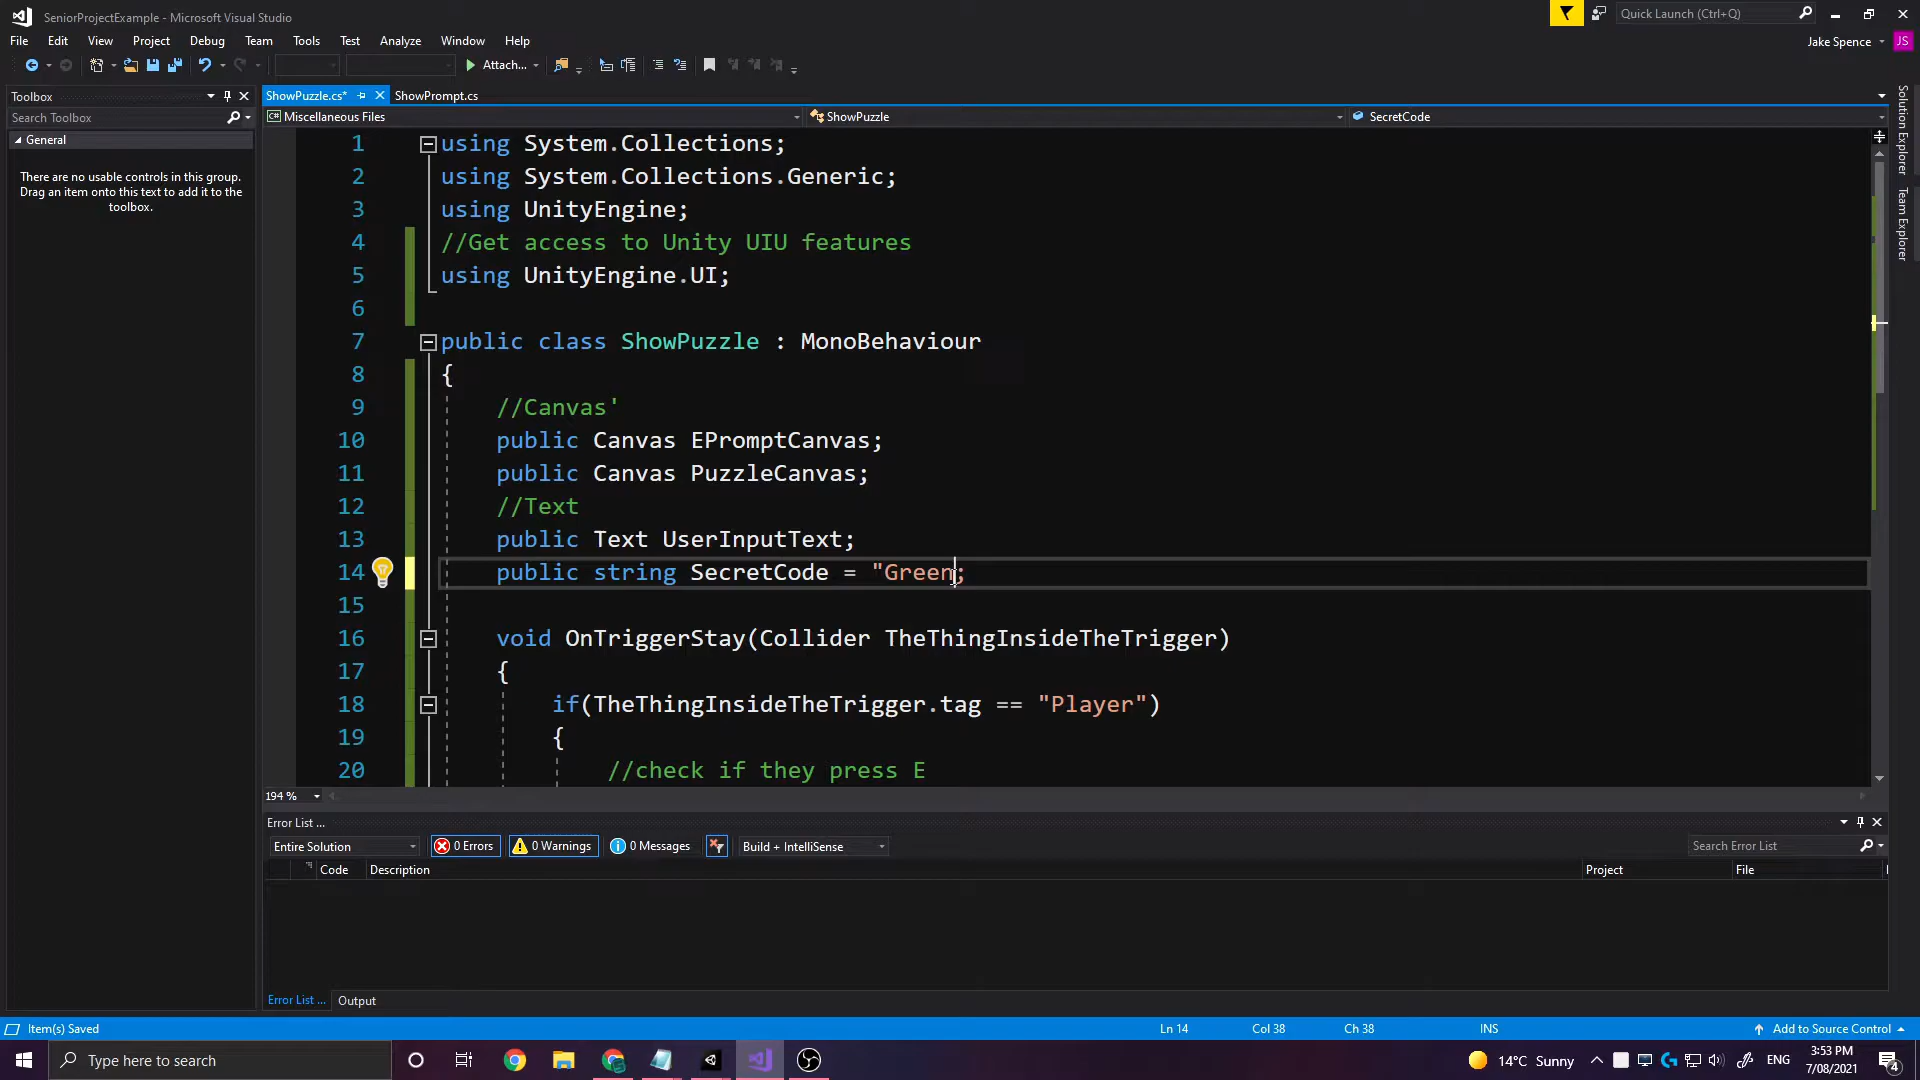 SeniorProjectExample - Microsoft Visual Studio
Quick Launch (Ctrl+Q)
File Edit View Project Debug Team Tools Test Analyze Window Help
Jake Spence JS
Attach...
Toolbox
ShowPuzzle.cs* ShowPrompt.cs
Search Toolbox
Miscellaneous Files ShowPuzzle SecretCode
General
There are no usable controls in this group.
Drag an item onto this text to add it to the
toolbox.
Solution Explorer
Team Explorer
1 using System.Collections;
2 using System.Collections.Generic;
3 using UnityEngine;
4 //Get access to Unity UIU features
5 using UnityEngine.UI;
6
7 public class ShowPuzzle : MonoBehaviour
8 {
9 //Canvas'
10 public Canvas EPromptCanvas;
11 public Canvas PuzzleCanvas;
12 //Text
13 public Text UserInputText;
14 public string SecretCode = "Green;
15
16 void OnTriggerStay(Collider TheThingInsideTheTrigger)
17 {
18 if(TheThingInsideTheTrigger.tag == "Player")
19 {
20 //check if they press E
194 %
Error List ...
Entire Solution 0 Errors 0 Warnings 0 Messages Build + IntelliSense Search Error List
Code Description Project File
Error List ... Output
Item(s) Saved Ln 14 Col 38 Ch 38 INS Add to Source Control
Type here to search
14°C Sunny ENG
3:53 PM
7/08/2021
4